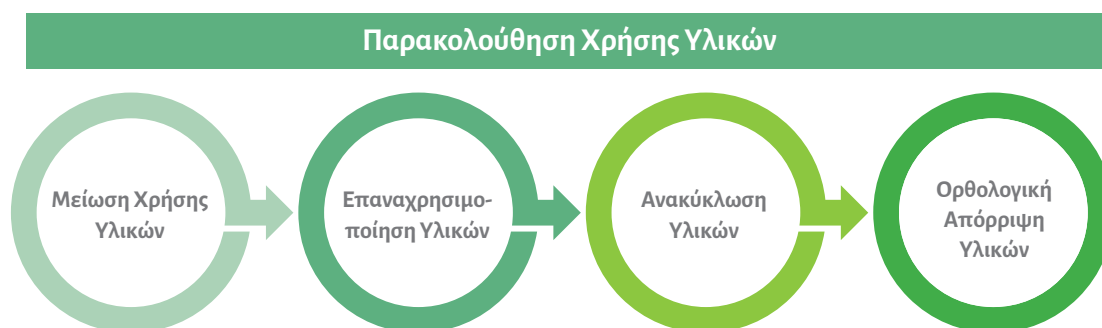 Παρακολούθηση Χρήσης Υλικών
Μείωση Χρήσης
Υλικών
Επαναχρησιμο-
ποίηση Υλικών
Ανακύκλωση
Υλικών
Ορθολογική
Απόρριψη
Υλικών